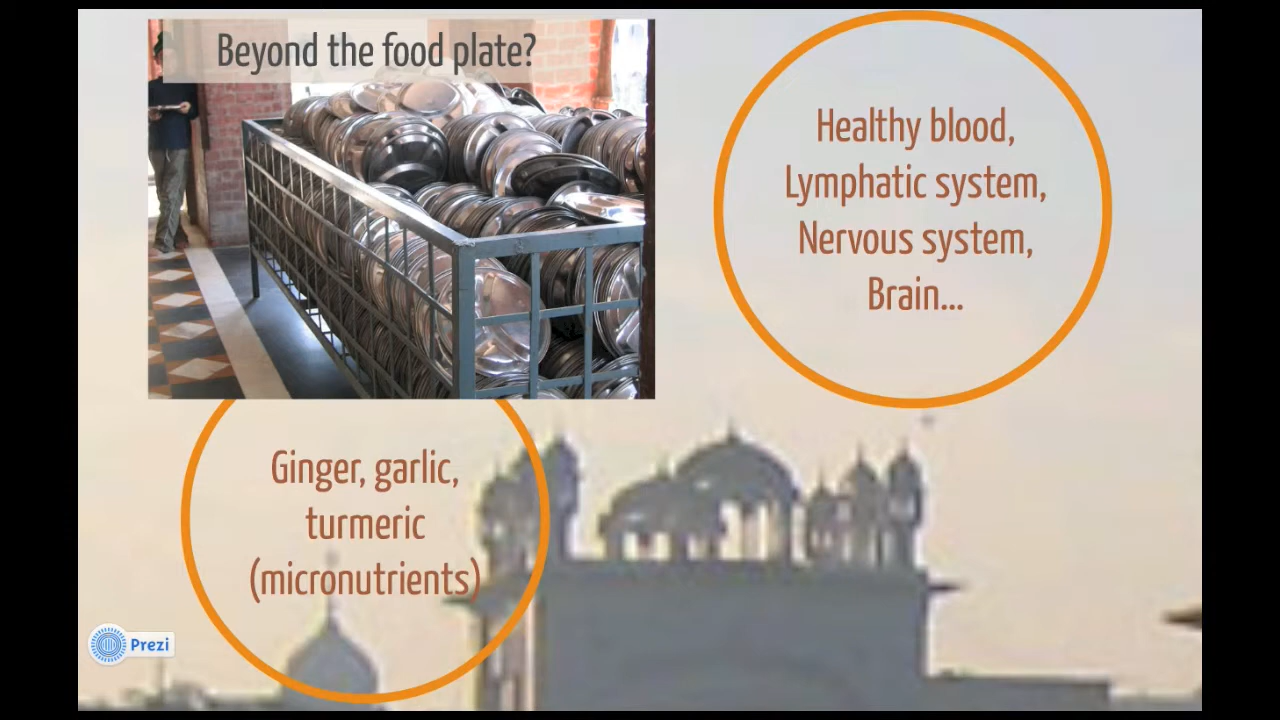 Beyond the food plate?
Healthy blood,
Lymphatic system,
Nervous system,
Brain...
Ginger, garlic,
turmeric
(micronutrients)
Prezi